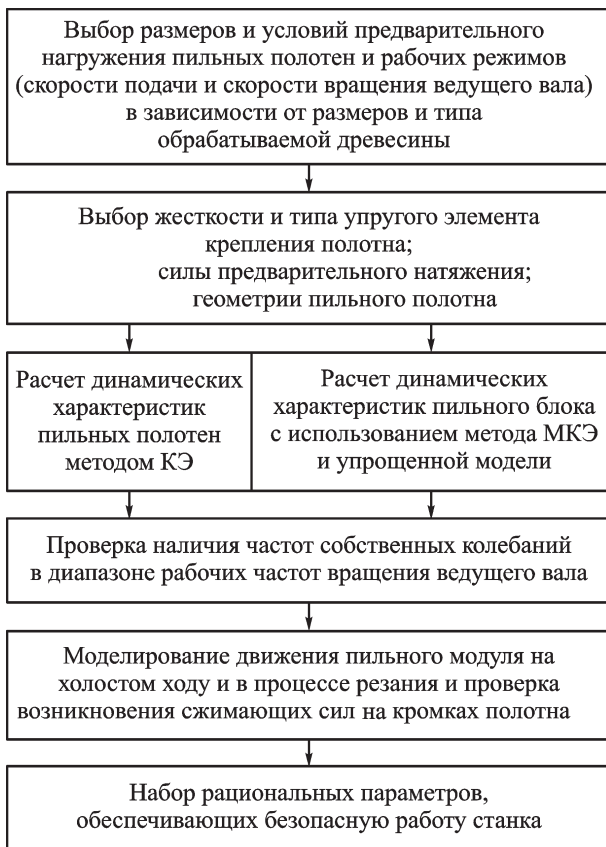 Выбор размеров и условий предварительного
нагружения пильных полотен и рабочих режимов
(скорости подачи и скорости вращения ведущего вала)
в зависимости от размеров и типа
обрабатываемой древесины
Выбор жесткости и типа упругого элемента
крепления полотна;
силы предварительного натяжения;
геометрии пильного полотна
Расчет динамических
характеристик
пильных полотен
методом КЭ
Расчет динамических
характеристик пильного блока
с использованием метода МКЭ
и упрощенной модели
Проверка наличия частот собственных колебаний
в диапазоне рабочих частот вращения ведущего вала
Моделирование движения пильного модуля на
холостом ходу и в процессе резания и проверка
возникновения сжимающих сил на кромках полотна
Набор рациональных параметров,
обеспечивающих безопасную работу станка